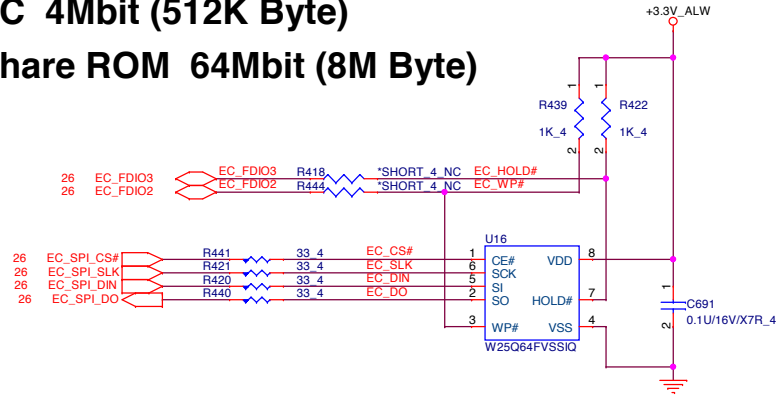 C 4Mbit (512K Byte)
hare ROM 64Mbit (8M Byte)
+3.3V_ALW
1 1
R439 R422
1K_4 1K_4
2 2
26 EC_FDIO3 EC_FDIO3 R418 *SHORT_4_NC EC_HOLD#
26 EC_FDIO2 EC_FDIO2 R444 *SHORT_4_NC EC_WP#
U16
26 EC_SPI_CS# R441 33_4 EC_CS# 1 CE# VDD 8
26 EC_SPI_SLK R421 33_4 EC_SLK 6 SCK
26 EC_SPI_DIN R420 33_4 EC_DIN 5 SI
26 EC_SPI_DO R440 33_4 EC_DO 2 SO HOLD# 7
1 C691
3 WP# VSS 4
2 0.1U/16V/X7R_4
W25Q64FVSSIQ